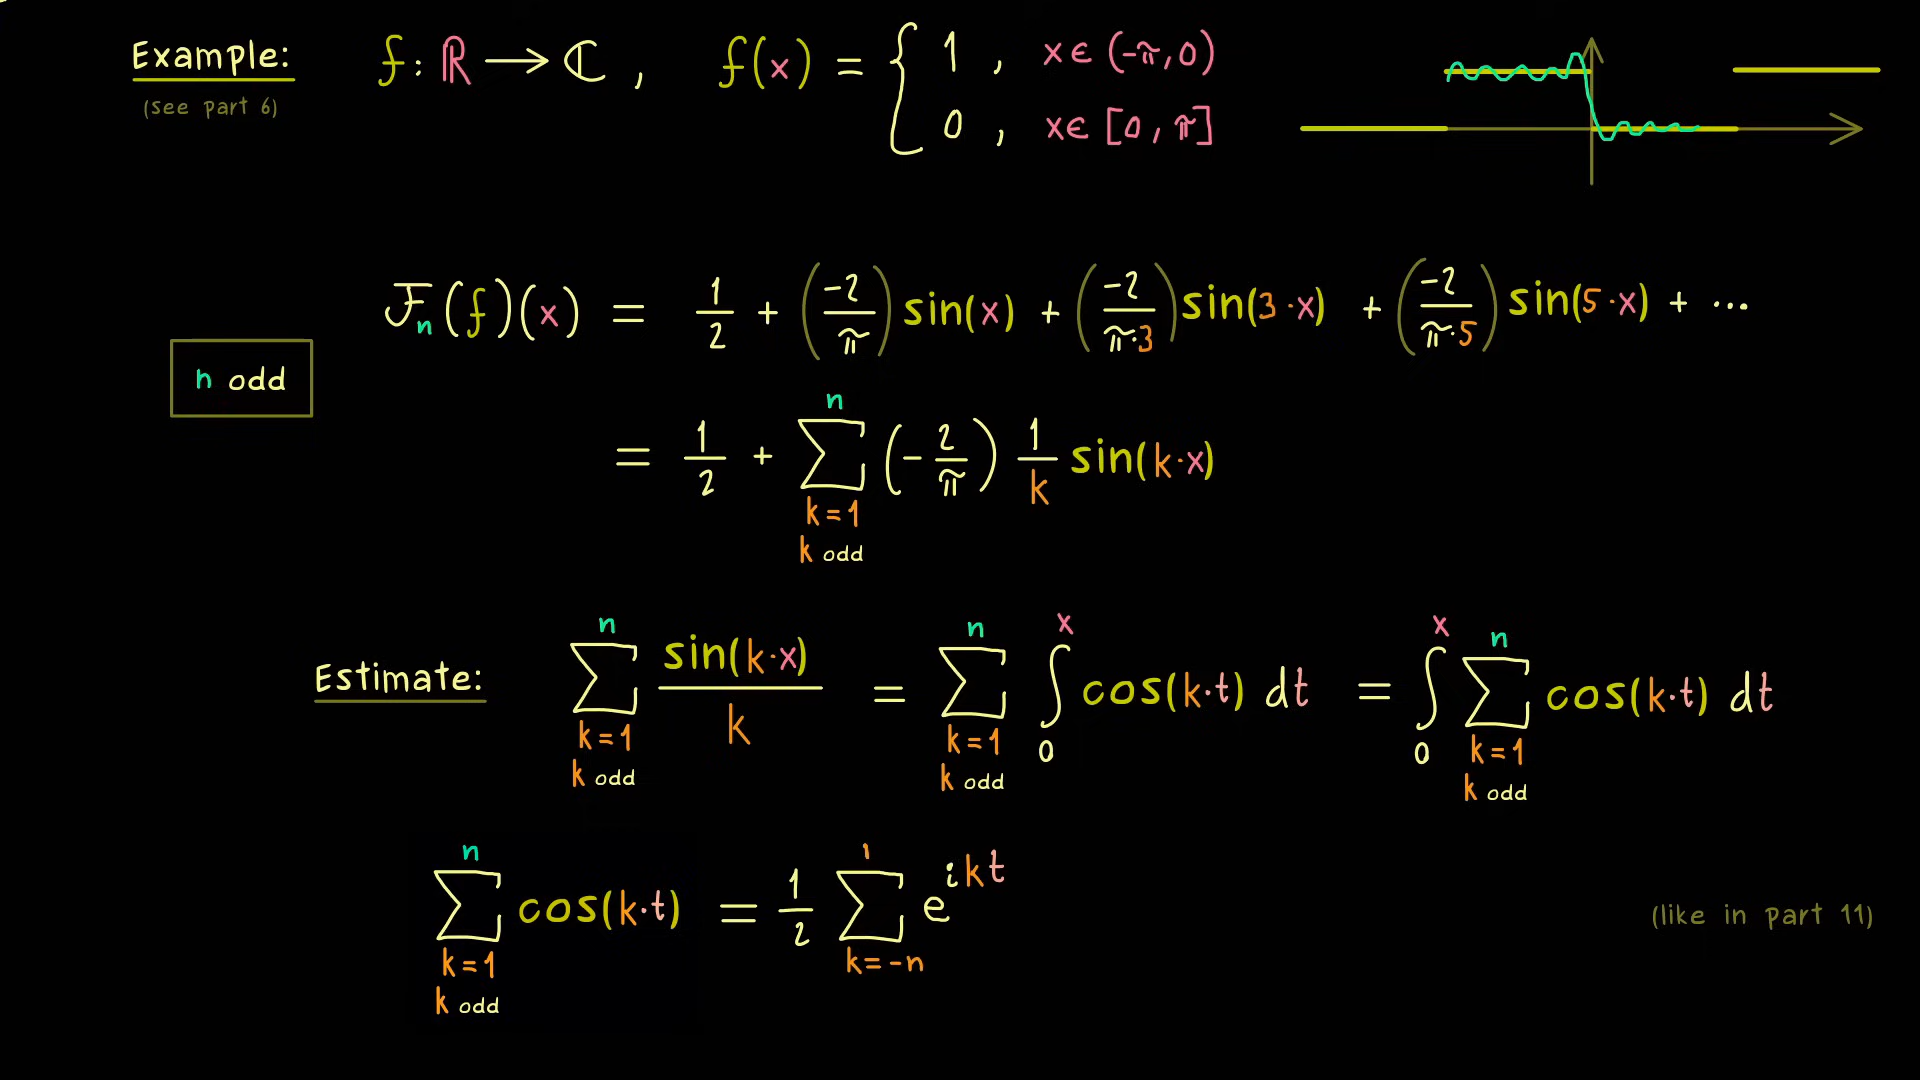 Example: f: ℝ → ℂ , f(x) = { 1 , x∈(-π,0)
(see part 6) 0 , x∈[0,π]
𝓕ₙ(f)(x) = 1/2 + (-2/π) sin(x) + (-2/(π·3)) sin(3·x) + (-2/(π·5)) sin(5·x) + ...
n odd
= 1/2 + ∑_{k=1, k odd}^{n} (-2/π) 1/k sin(k·x)
Estimate: ∑_{k=1, k odd}^{n} sin(k·x)/k = ∑_{k=1, k odd}^{n} ∫_0^x cos(k·t) dt = ∫_0^x ∑_{k=1, k odd}^{n} cos(k·t) dt
∑_{k=1, k odd}^{n} cos(k·t) = 1/2 ∑_{k=-n} e^{ikt} (like in part 11)